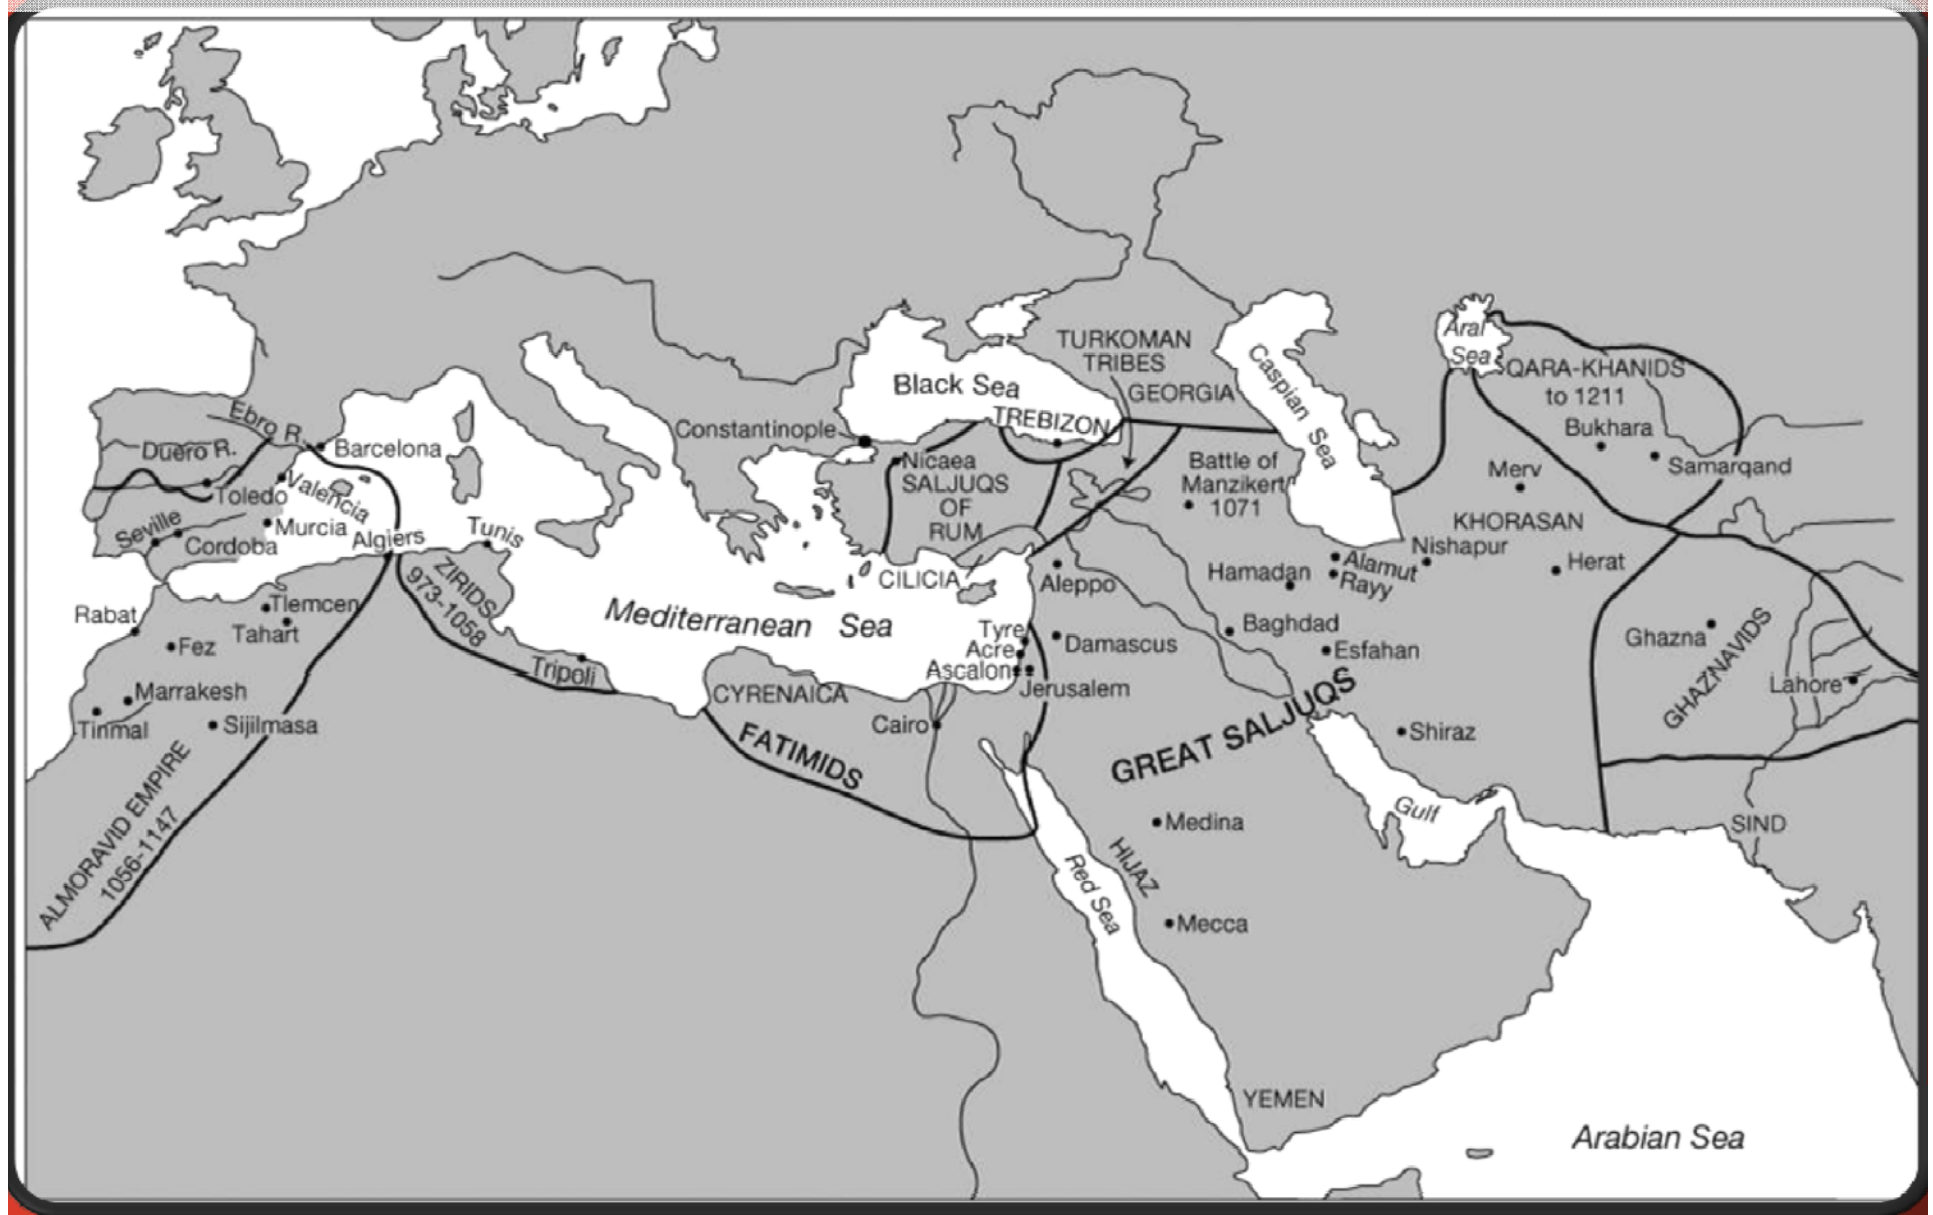 TURKOMAN
TRIBES
GEORGIA
Black Sea
TREBIZON
Caspian Sea
Aral
Sea
QARA-KHANIDS
to 1211
Bukhara
Samarqand
Merv
KHORASAN
Nishapur
Herat
Constantinople
Nicaea
SALJUQS
OF
RUM
CILICIA
Battle of
Manzikert
1071
Ebro R.
Duero R.
Barcelona
Toledo
Valencia
Seville
Cordoba
Murcia
Algiers
Tunis
ZIRIDS
973-1058
Rabat
Tlemcen
Tahart
Fez
Marrakesh
Tinmal
Sijilmasa
ALMORAVID EMPIRE
1056-1147
Tripoli
Mediterranean Sea
CYRENAICA
FATIMIDS
Cairo
Tyre
Acre
Ascalon
Jerusalem
Damascus
Aleppo
Hamadan
Alamut
Rayy
Baghdad
Esfahan
GREAT SALJUQS
Shiraz
Gulf
Ghazna
GHAZNAVIDS
Lahore
SIND
Medina
HIJAZ
Red Sea
Mecca
YEMEN
Arabian Sea